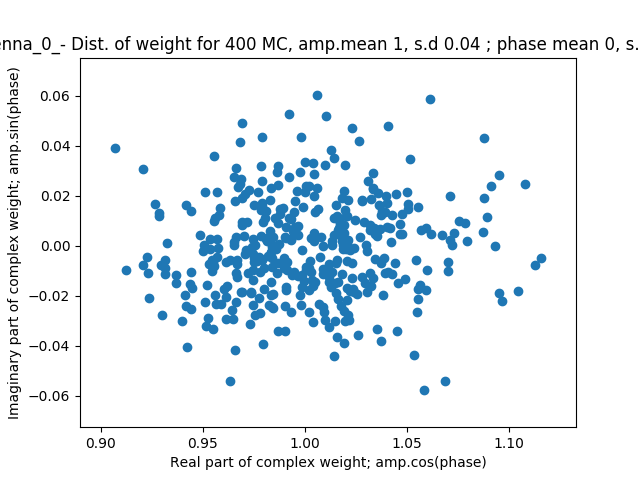 enna_0_- Dist. of weight for 400 MC, amp.mean 1, s.d 0.04 ; phase mean 0, s.
0.06
0.04
0.02
0.00
−0.02
−0.04
−0.06
Imaginary part of complex weight; amp.sin(phase)
0.90 0.95 1.00 1.05 1.10
Real part of complex weight; amp.cos(phase)